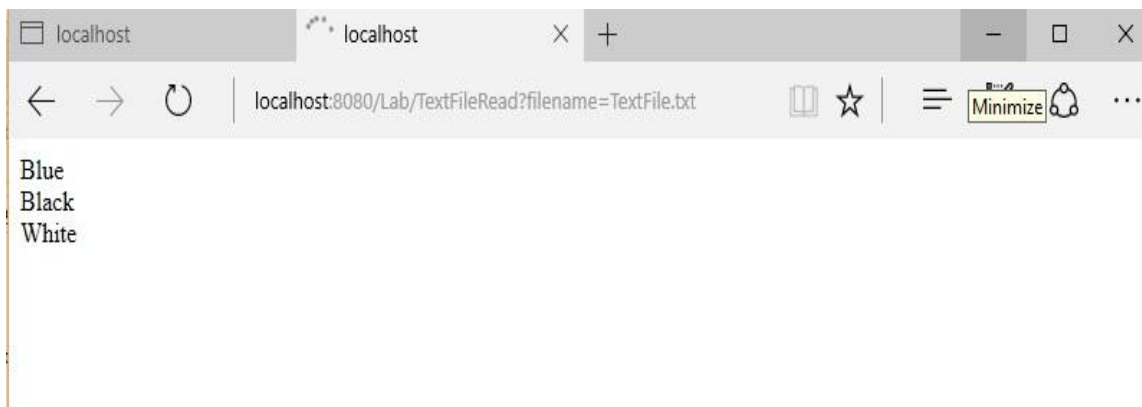 localhost
localhost
localhost:8080/Lab/TextFileRead?filename=TextFile.txt
Minimize
Blue
Black
White